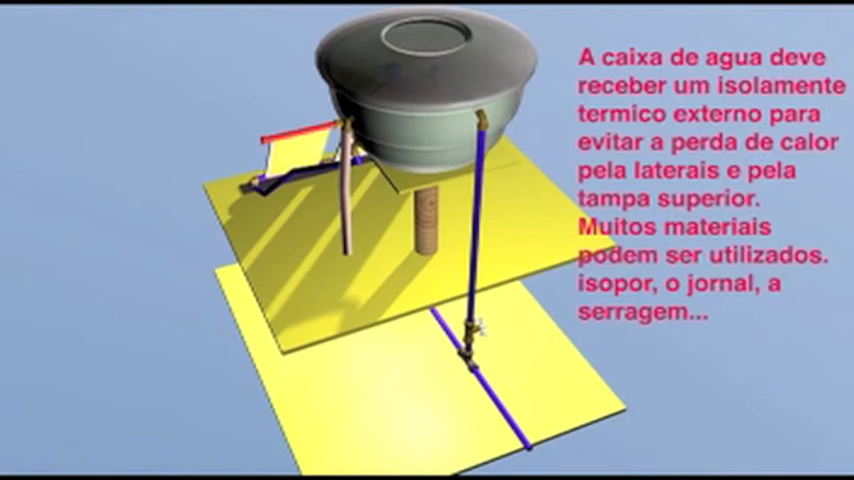 A caixa de agua deve
receber um isolamente
termico externo para
evitar a perda de calor
pela laterais e pela
tampa superior.
Muitos materiais
podem ser utilizados.
isopor, o jornal, a
serragem...